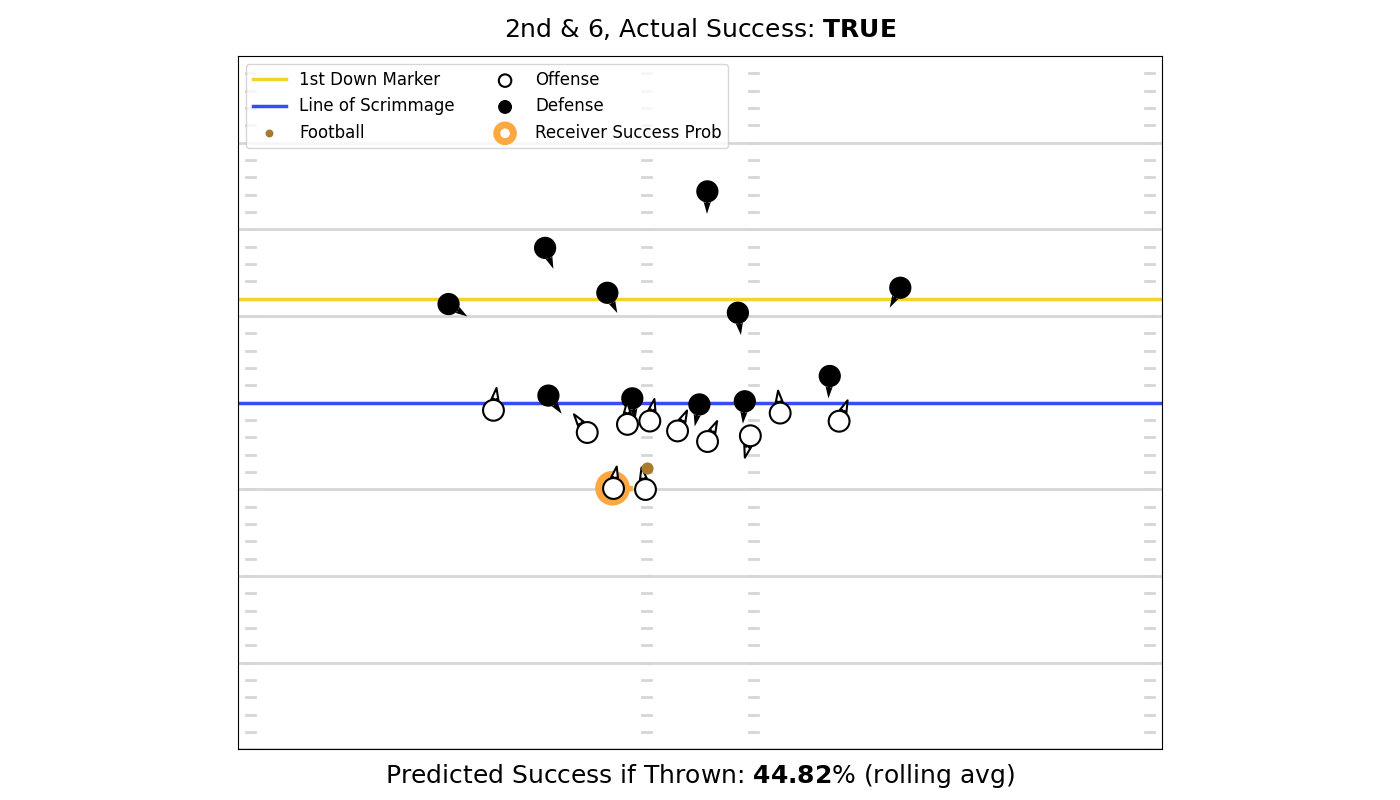 2nd & 6, Actual Success: TRUE
1st Down Marker
Line of Scrimmage
Football
Offense
Defense
Receiver Success Prob
Predicted Success if Thrown: 44.82% (rolling avg)